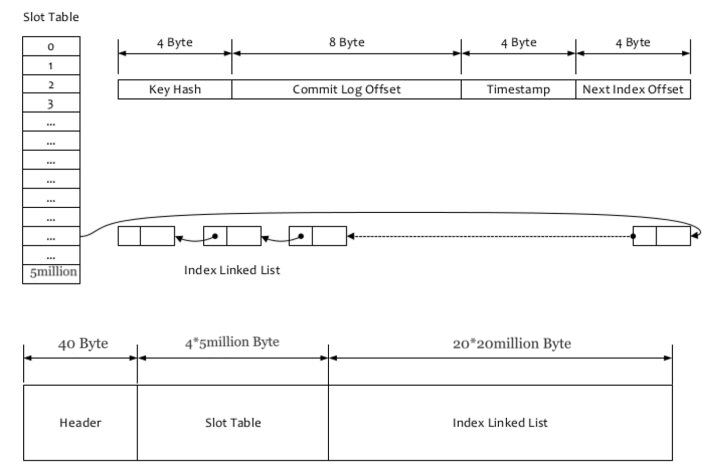 Slot Table
0
1
2
3
...
...
...
...
...
...
...
...
5million
4 Byte
8 Byte
4 Byte
4 Byte
Key Hash
Commit Log Offset
Timestamp
Next Index Offset
Index Linked List
40 Byte
4*5million Byte
20*20million Byte
Header
Slot Table
Index Linked List